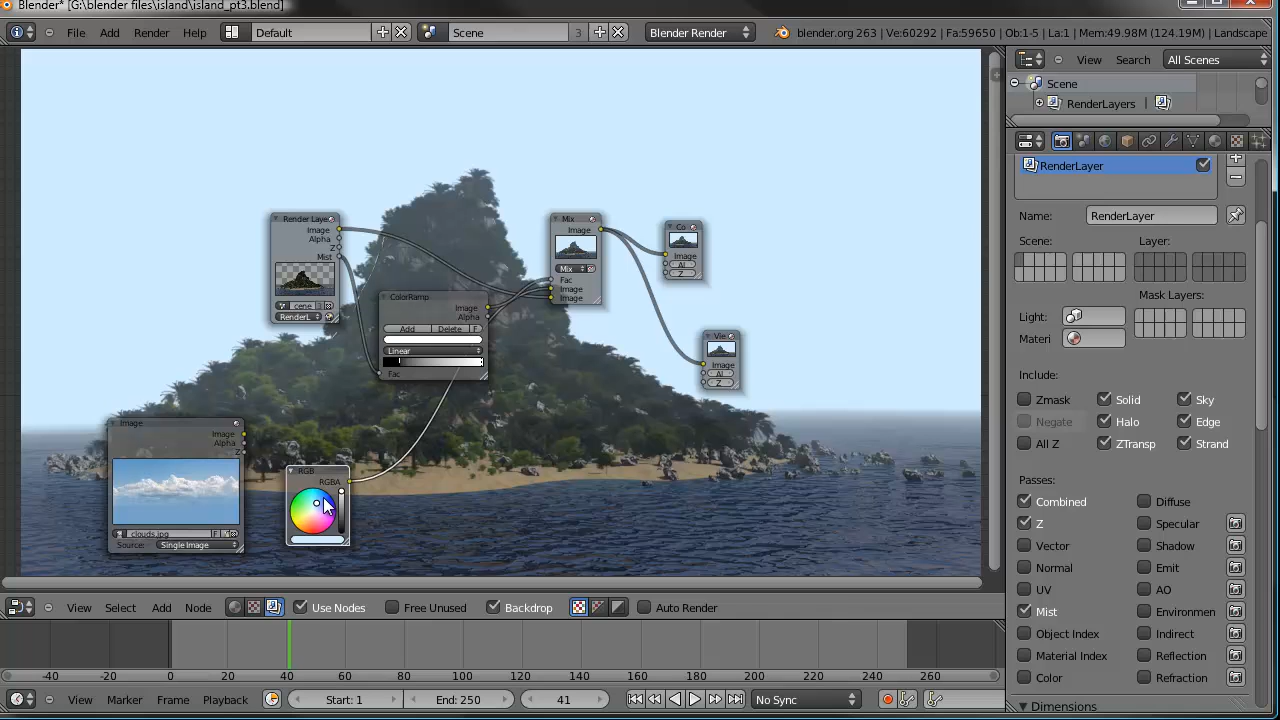 Blender* [G:\blender files\island\island_pt3.blend]
File Add Render Help Default Scene 3 Blender Render blender.org 263 | Ve:60292 | Fa:59650 | Ob:1-5 | La:1 | Mem:49.98M (124.19M) | Landscape
View Search All Scenes
Scene
RenderLayers
RenderLayer
Name: RenderLayer
Scene: Layer:
Mask Layers:
Light:
Materi
Include:
Zmask Solid Sky
Negate Halo Edge
All Z ZTransp Strand
Passes:
Combined Diffuse
Z Specular
Vector Shadow
Normal Emit
UV AO
Mist Environmen
Object Index Indirect
Material Index Reflection
Color Refraction
Dimensions
Render Laye
Image
Alpha
Z
Mist
cene 3
RenderL
ColorRamp
Image
Alpha
Add Delete F
Linear
Fac
Mix
Image
Mix
Fac
Image
Image
Co
Image
Al
Z
Vie
Image
Al
Z
Image
Image
Alpha
Z
clouds.jpg F
Source: Single Image
RGB
RGBA
View Select Add Node Use Nodes Free Unused Backdrop Auto Render
-40 -20 0 20 40 60 80 100 120 140 160 180 200 220 240 260
View Marker Frame Playback Start: 1 End: 250 41 No Sync